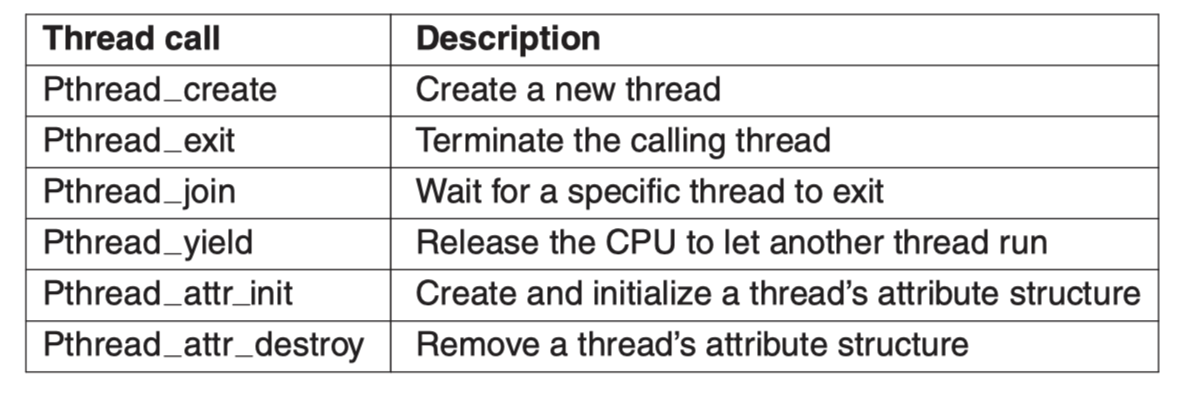 Thread call Description
Pthread_create Create a new thread
Pthread_exit Terminate the calling thread
Pthread_join Wait for a specific thread to exit
Pthread_yield Release the CPU to let another thread run
Pthread_attr_init Create and initialize a thread’s attribute structure
Pthread_attr_destroy Remove a thread’s attribute structure